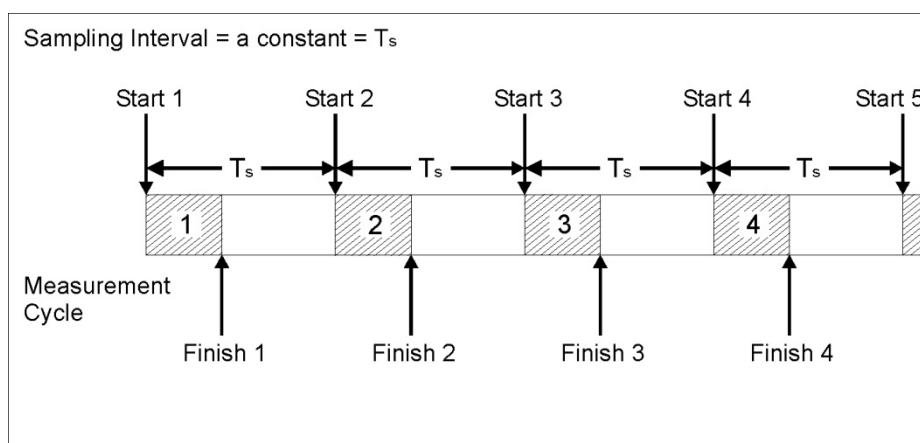 Sampling Interval = a constant = Ts
Start 1 Start 2 Start 3 Start 4 Start 5
Ts Ts Ts Ts
1 2 3 4
Measurement
Cycle
Finish 1 Finish 2 Finish 3 Finish 4